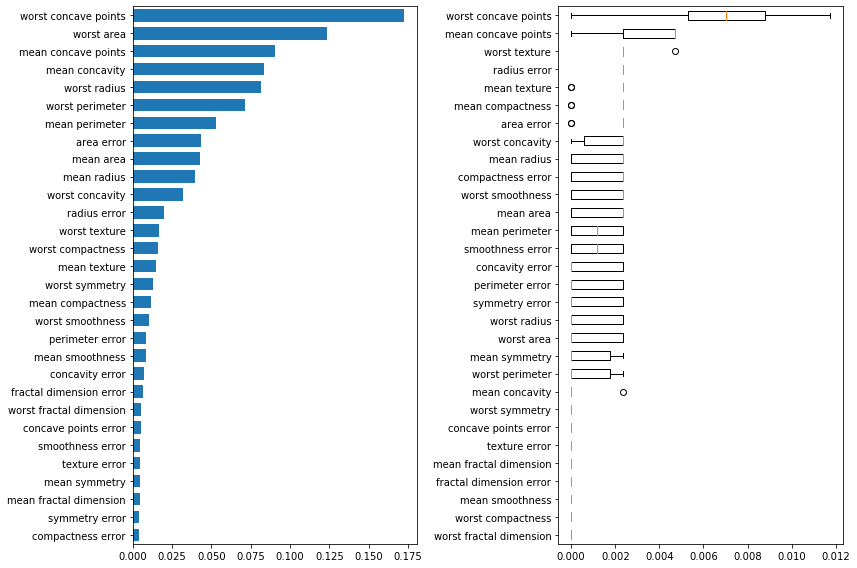 worst concave points
worst area
mean concave points
mean concavity
worst radius
worst perimeter
mean perimeter
area error
mean area
mean radius
worst concavity
radius error
worst texture
worst compactness
mean texture
worst symmetry
mean compactness
worst smoothness
perimeter error
mean smoothness
concavity error
fractal dimension error
worst fractal dimension
concave points error
smoothness error
texture error
mean symmetry
mean fractal dimension
symmetry error
compactness error
0.000 0.025 0.050 0.075 0.100 0.125 0.150 0.175
worst concave points
mean concave points
worst texture
radius error
mean texture
mean compactness
area error
worst concavity
mean radius
compactness error
worst smoothness
mean area
mean perimeter
smoothness error
concavity error
perimeter error
symmetry error
worst radius
worst area
mean symmetry
worst perimeter
mean concavity
worst symmetry
concave points error
texture error
mean fractal dimension
fractal dimension error
mean smoothness
worst compactness
worst fractal dimension
0.000 0.002 0.004 0.006 0.008 0.010 0.012